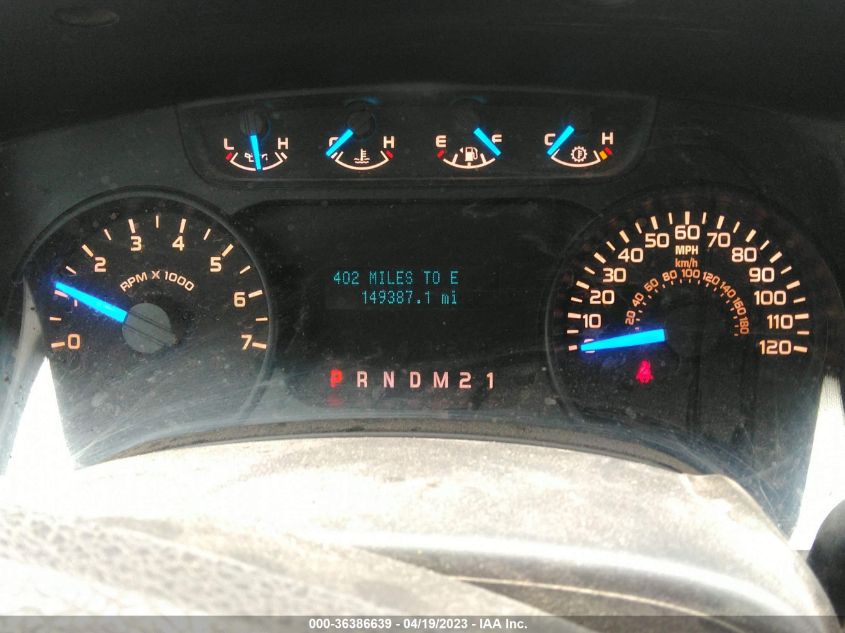 L H C H E F C H
0 1 2 3 4 5 6 7
RPM X 1000
402 MILES TO E
149387.1 mi
P R N D M 2 1
0 10 20 30 40 50 60 70 80 90 100 110 120
MPH
km/h
20 40 60 80 100 120 140 160 180
000-36386639 - 04/19/2023 - IAA Inc.